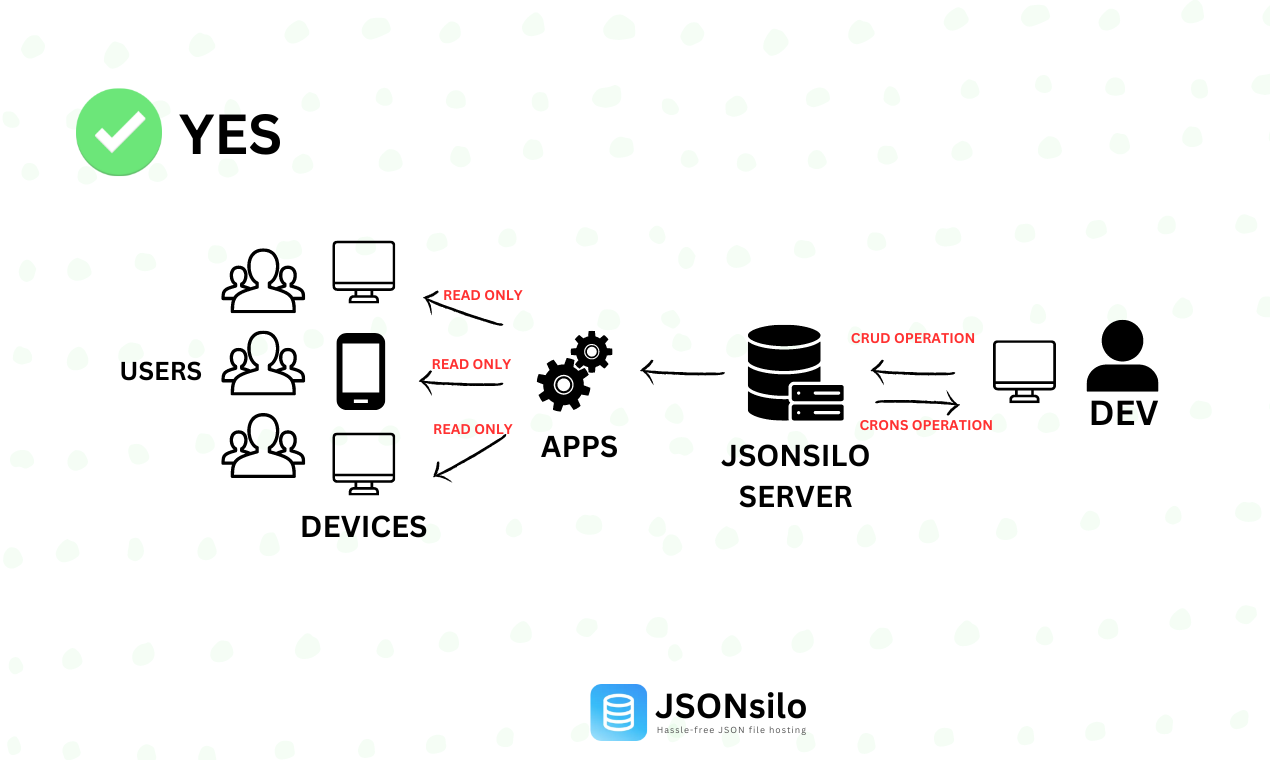 YES
USERS
READ ONLY
READ ONLY
READ ONLY
DEVICES
APPS
JSONSILO
SERVER
CRUD OPERATION
CRONS OPERATION
DEV
JSONsilo
Hassle-free JSON file hosting